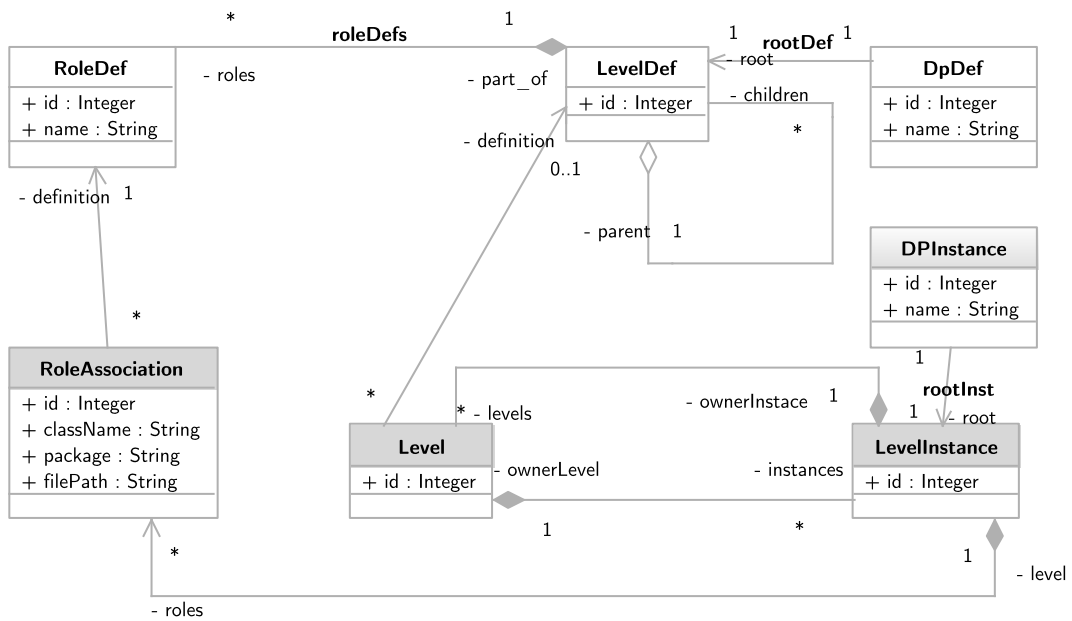 *
roleDefs
1
1
rootDef
1
- roles
- part_of
- root
RoleDef
+ id : Integer
+ name : String
LevelDef
+ id : Integer
DpDef
+ id : Integer
+ name : String
- children
*
- definition
0..1
- definition
1
- parent
1
DPInstance
+ id : Integer
+ name : String
*
1
rootInst
1
- root
RoleAssociation
+ id : Integer
+ className : String
+ package : String
+ filePath : String
*
* - levels
- ownerInstace
1
Level
+ id : Integer
- ownerLevel
- instances
LevelInstance
+ id : Integer
1
*
*
1
- level
- roles